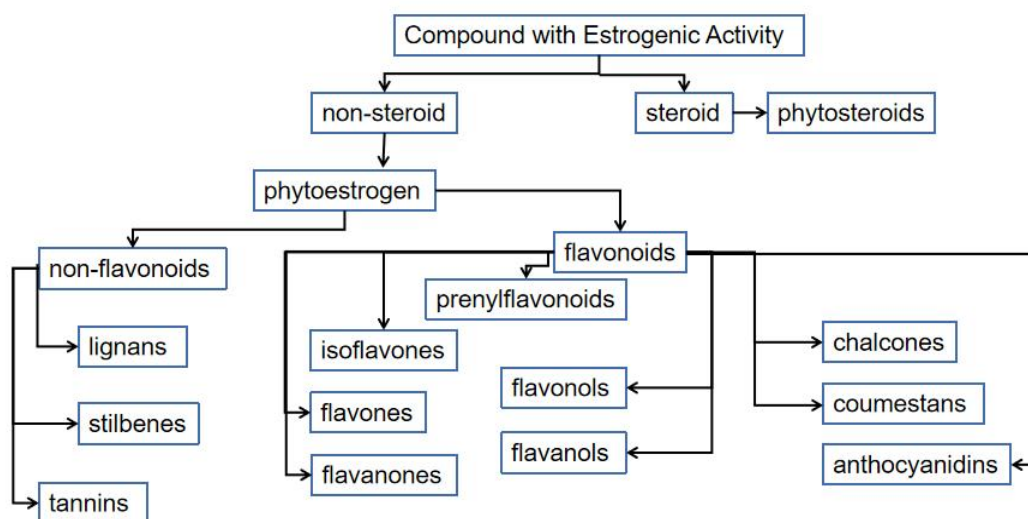 Compound with Estrogenic Activity
non-steroid
steroid
phytosteroids
phytoestrogen
flavonoids
non-flavonoids
prenylflavonoids
lignans
isoflavones
chalcones
flavonols
flavones
coumestans
stilbenes
flavanols
anthocyanidins
flavanones
tannins